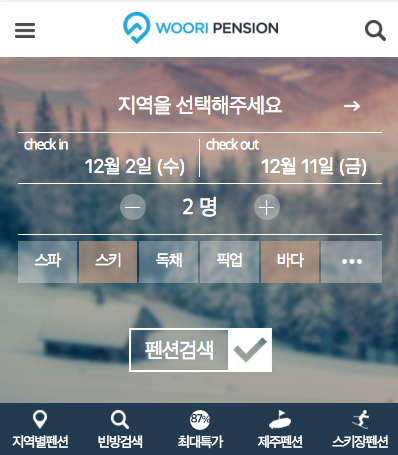 WOORI PENSION
지역을 선택해주세요 →
check in
check out
12월 2일 (수)
12월 11일 (금)
2 명
스파 스키 독채 픽업 바다 •••
펜션검색
87%
지역별펜션 빈방검색 최대특가 제주펜션 스키장펜션